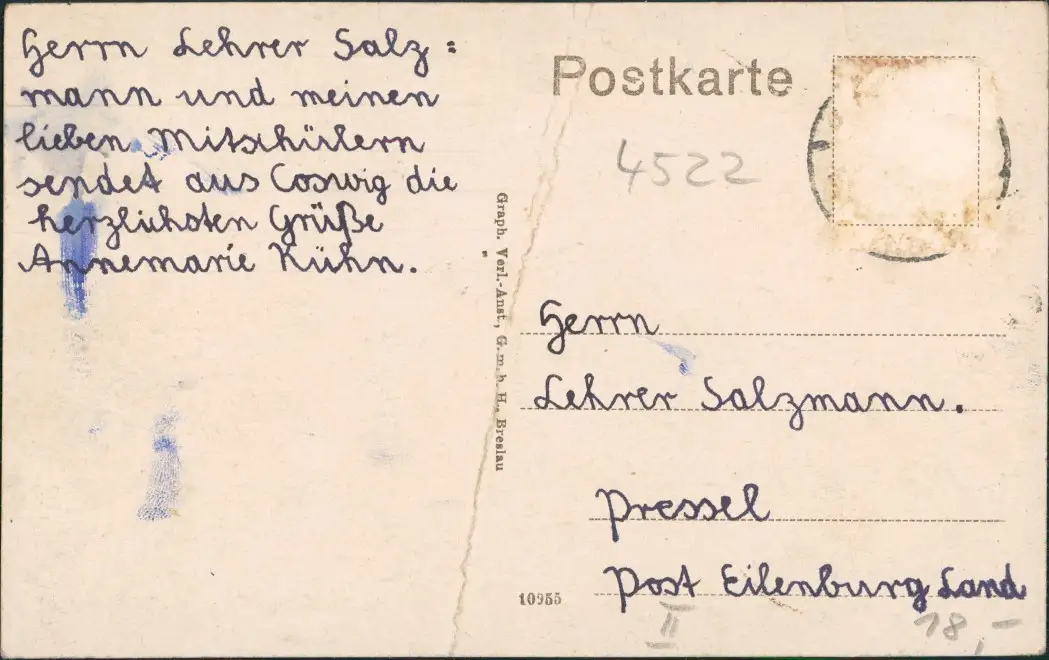 Herrn Lehrer Salz=
mann und meinen
lieben Mitschülern
sendet aus Coswig die
herzlichsten Grüße
Annemarie Kühn.
Postkarte
4522
Graph. Verl.-Anst., G. m. b. H., Breslau
Herrn
Lehrer Salzmann.
Pressel
Post Eilenburg Land
10955
II
18,-